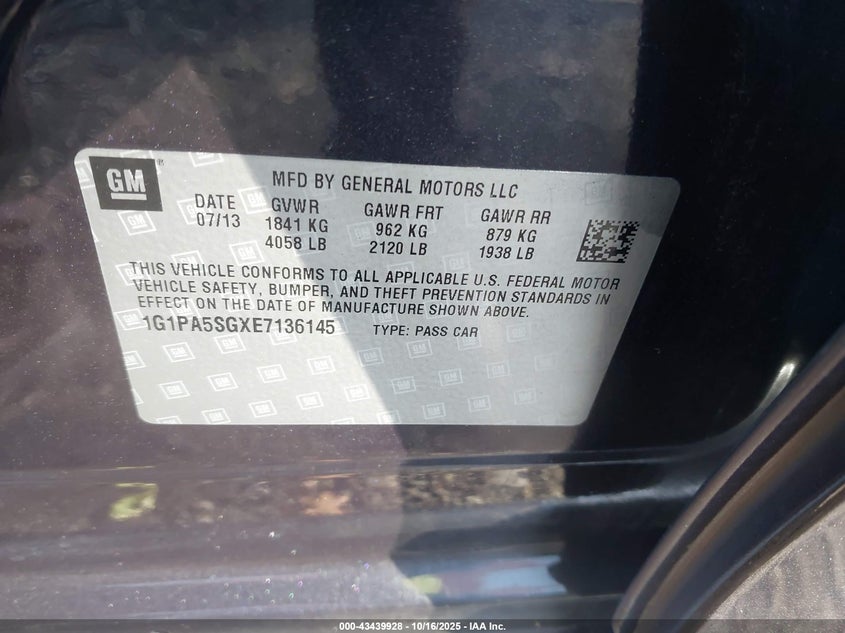 GM
MFD BY GENERAL MOTORS LLC
DATE GVWR GAWR FRT GAWR RR
07/13 1841 KG 962 KG 879 KG
4058 LB 2120 LB 1938 LB
THIS VEHICLE CONFORMS TO ALL APPLICABLE U.S. FEDERAL MOTOR
VEHICLE SAFETY, BUMPER, AND THEFT PREVENTION STANDARDS IN
EFFECT ON THE DATE OF MANUFACTURE SHOWN ABOVE.
1G1PA5SGXE7136145 TYPE: PASS CAR
000-43439928 - 10/16/2025 - IAA Inc.